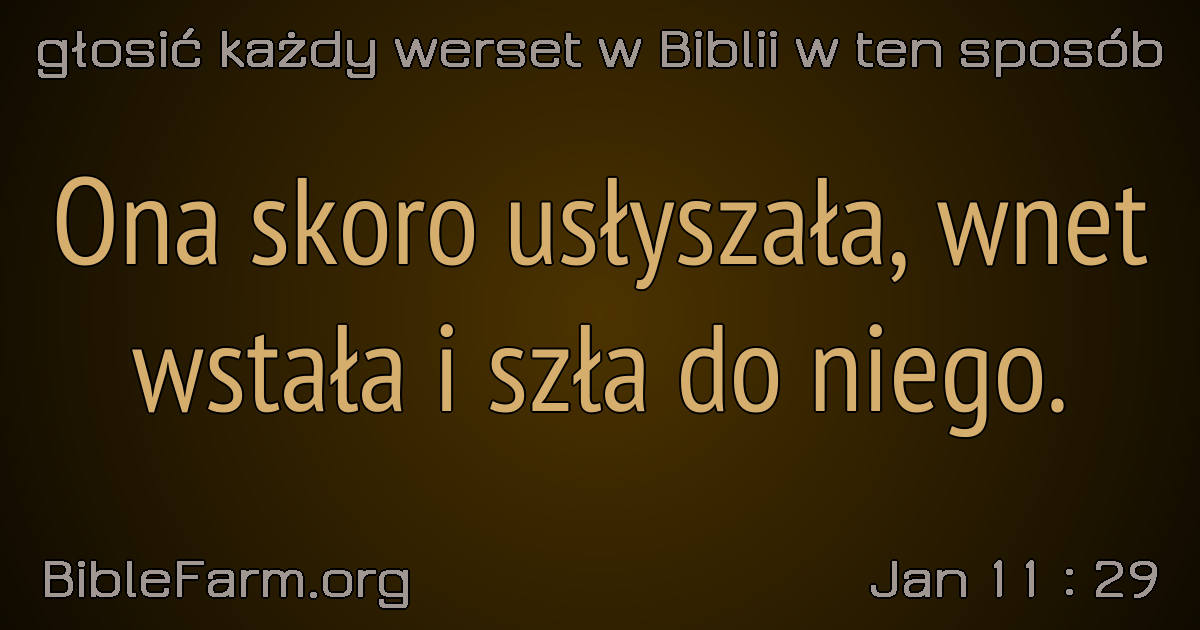 głosić każdy werset w Biblii w ten sposób
Ona skoro usłyszała, wnet
wstała i szła do niego.
BibleFarm.org
Jan 11 : 29